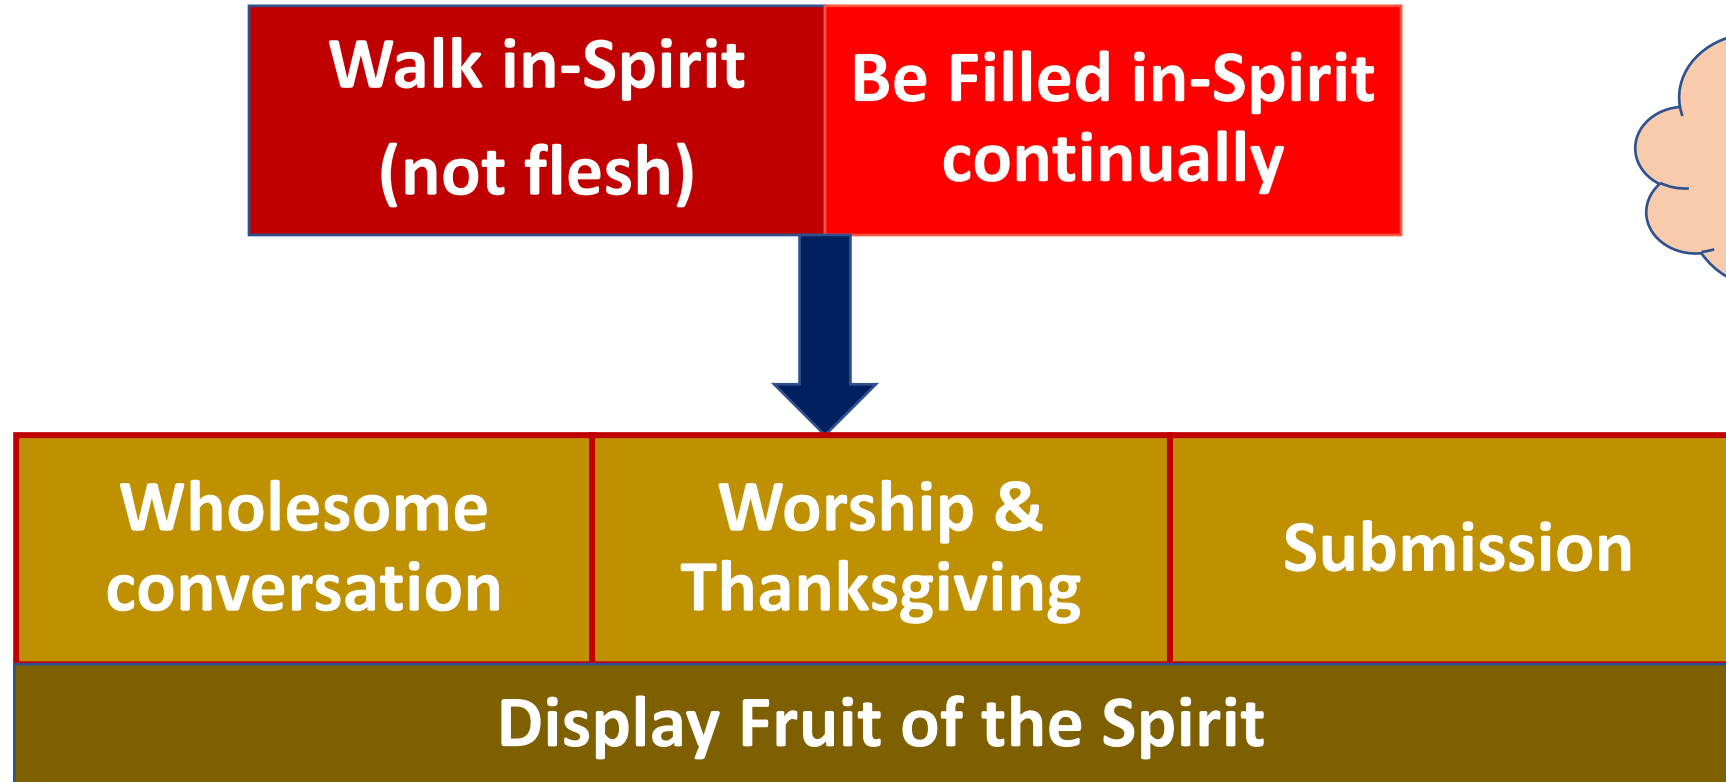 Walk in-Spirit
(not flesh)
Be Filled in-Spirit
continually
Wholesome
conversation
Worship &
Thanksgiving
Submission
Display Fruit of the Spirit